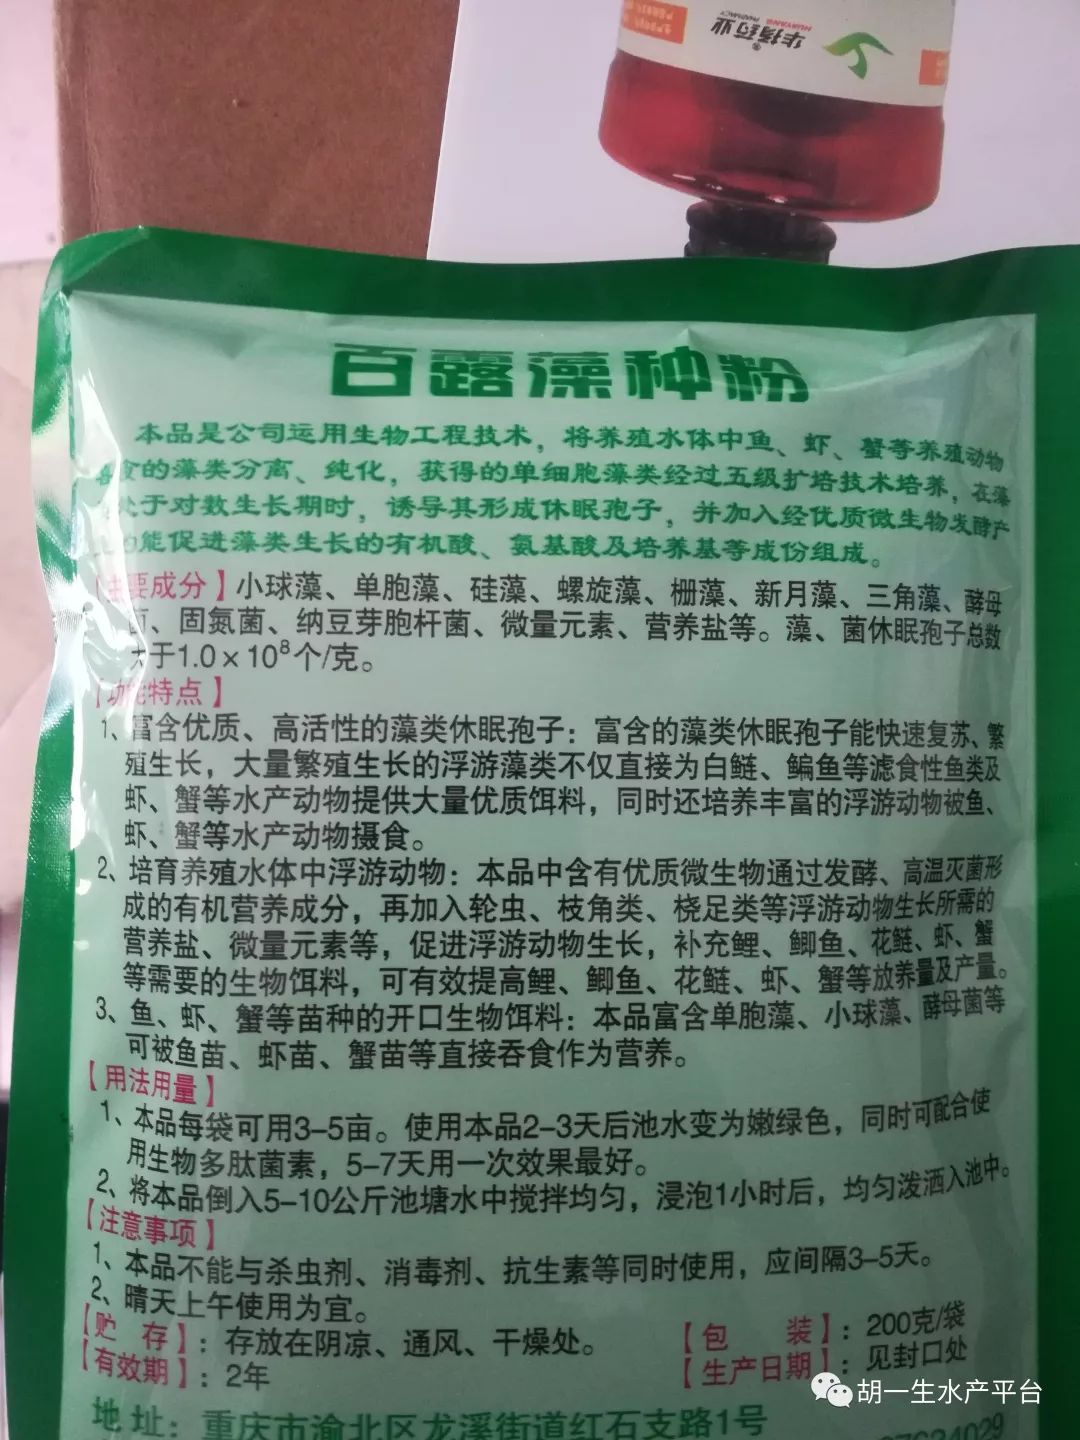 华扬药业®
HUAYANG PHARMACY
百露藻种粉
本品是公司运用生物工程技术，将养殖水体中鱼、虾、蟹等养殖动物
食的藻类分离、纯化，获得的单细胞藻类经过五级扩培技术培养，在藻
处于对数生长期时，诱导其形成休眠孢子，并加入经优质微生物发酵产
能促进藻类生长的有机酸、氨基酸及培养基等成份组成。
【主要成分】小球藻、单胞藻、硅藻、螺旋藻、栅藻、新月藻、三角藻、酵母
菌、固氮菌、纳豆芽胞杆菌、微量元素、营养盐等。藻、菌休眠孢子总数
大于1.0×10⁸个/克。
【功能特点】
1、富含优质、高活性的藻类休眠孢子：富含的藻类休眠孢子能快速复苏、繁
殖生长，大量繁殖生长的浮游藻类不仅直接为白鲢、鳊鱼等滤食性鱼类及
虾、蟹等水产动物提供大量优质饵料，同时还培养丰富的浮游动物被鱼、
虾、蟹等水产动物摄食。
2、培育养殖水体中浮游动物：本品中含有优质微生物通过发酵、高温灭菌形
成的有机营养成分，再加入轮虫、枝角类、桡足类等浮游动物生长所需的
营养盐、微量元素等，促进浮游动物生长，补充鲤、鲫鱼、花鲢、虾、蟹
等需要的生物饵料，可有效提高鲤、鲫鱼、花鲢、虾、蟹等放养量及产量。
3、鱼、虾、蟹等苗种的开口生物饵料：本品富含单胞藻、小球藻、酵母菌等
可被鱼苗、虾苗、蟹苗等直接吞食作为营养。
【用法用量】
1、本品每袋可用3-5亩。使用本品2-3天后池水变为嫩绿色，同时可配合使
用生物多肽菌素，5-7天用一次效果最好。
2、将本品倒入5-10公斤池塘水中搅拌均匀，浸泡1小时后，均匀泼洒入池中。
【注意事项】
1、本品不能与杀虫剂、消毒剂、抗生素等同时使用，应间隔3-5天。
2、晴天上午使用为宜。
【贮 存】：存放在阴凉、通风、干燥处。 【包 装】：200克/袋
【有效期】：2年 【生产日期】：见封口处
胡一生水产平台
地址：重庆市渝北区龙溪街道红石支路1号